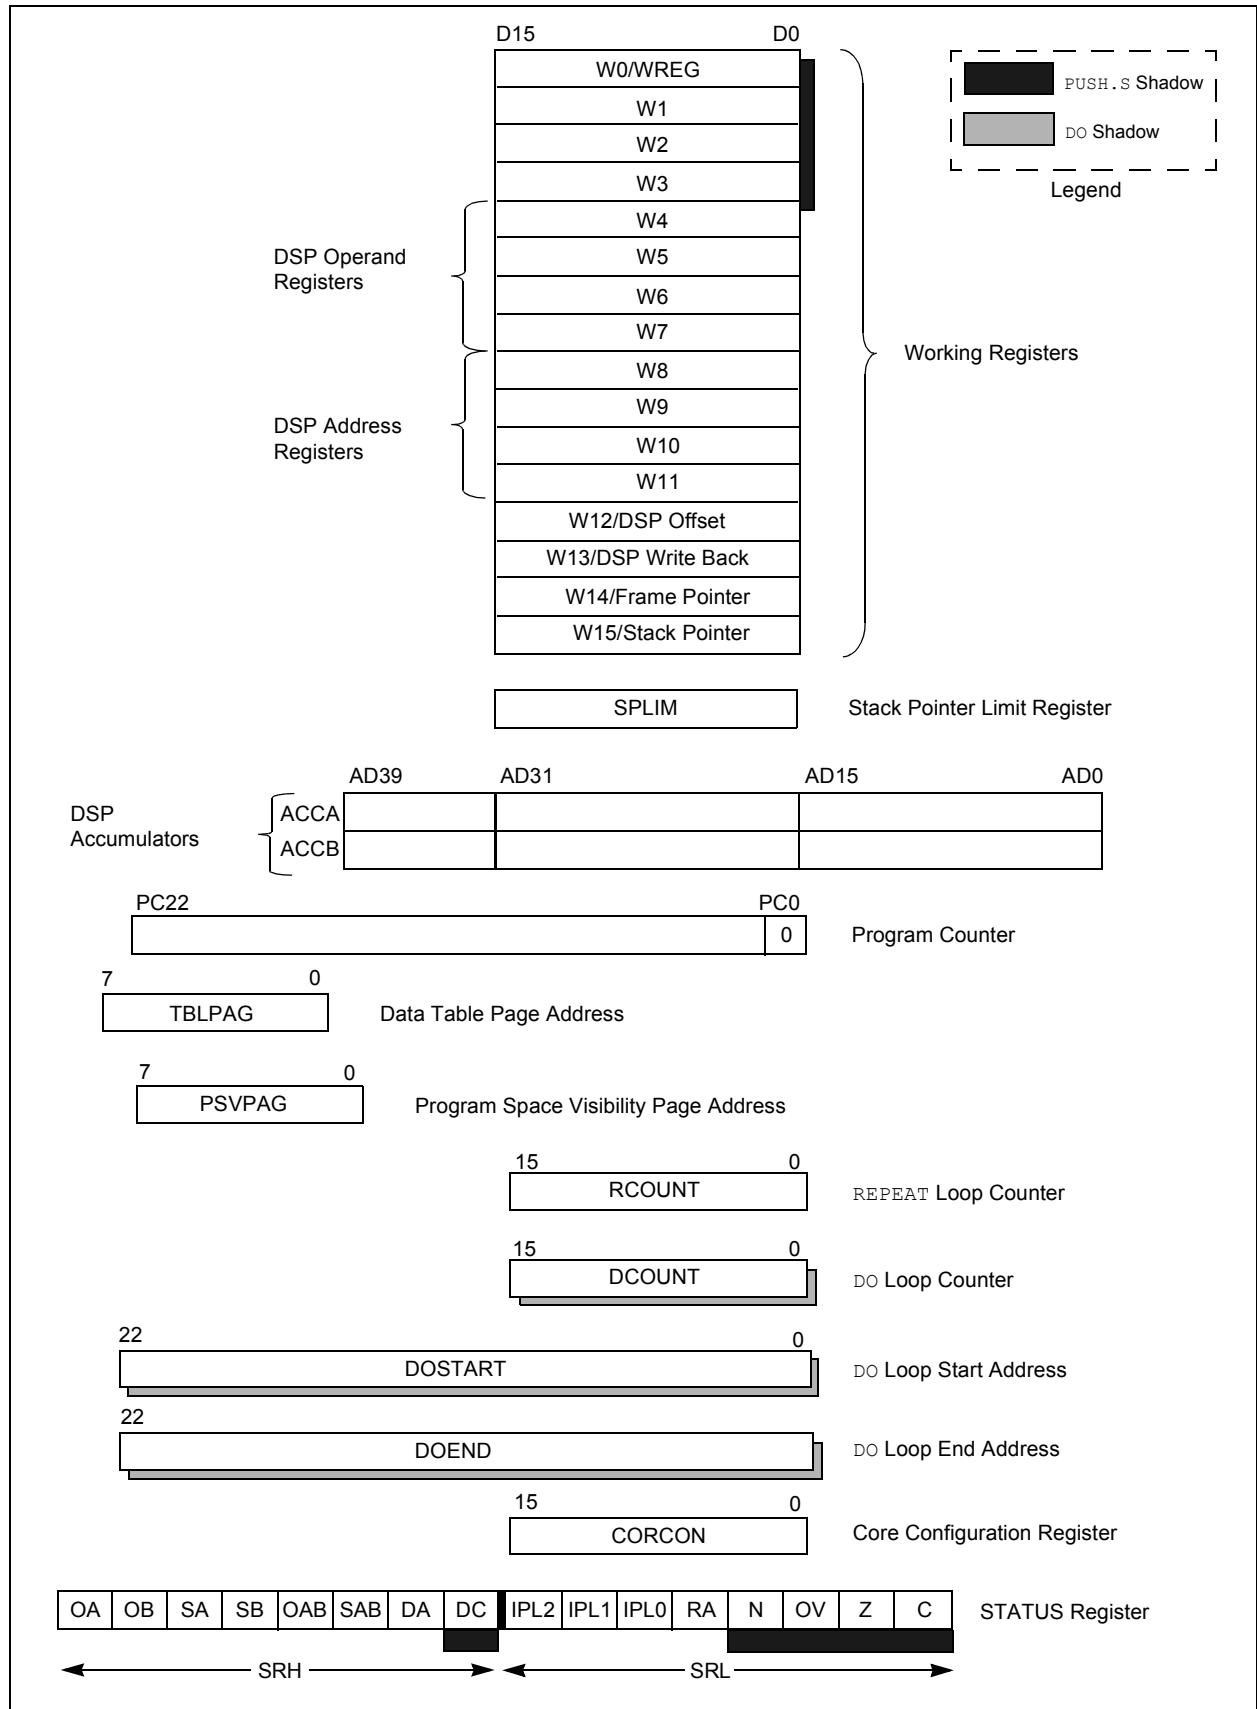 D15 D0
W0/WREG
W1
W2
W3
W4
W5
W6
W7
W8
W9
W10
W11
W12/DSP Offset
W13/DSP Write Back
W14/Frame Pointer
W15/Stack Pointer
PUSH.S Shadow
DO Shadow
Legend
DSP Operand
Registers
DSP Address
Registers
Working Registers
SPLIM Stack Pointer Limit Register
AD39 AD31 AD15 AD0
DSP
Accumulators
ACCA
ACCB
PC22 PC0
0 Program Counter
7 0
TBLPAG Data Table Page Address
7 0
PSVPAG Program Space Visibility Page Address
15 0
RCOUNT REPEAT Loop Counter
15 0
DCOUNT DO Loop Counter
22 0
DOSTART DO Loop Start Address
22
DOEND DO Loop End Address
15 0
CORCON Core Configuration Register
OA OB SA SB OAB SAB DA DC IPL2 IPL1 IPL0 RA N OV Z C STATUS Register
SRH SRL